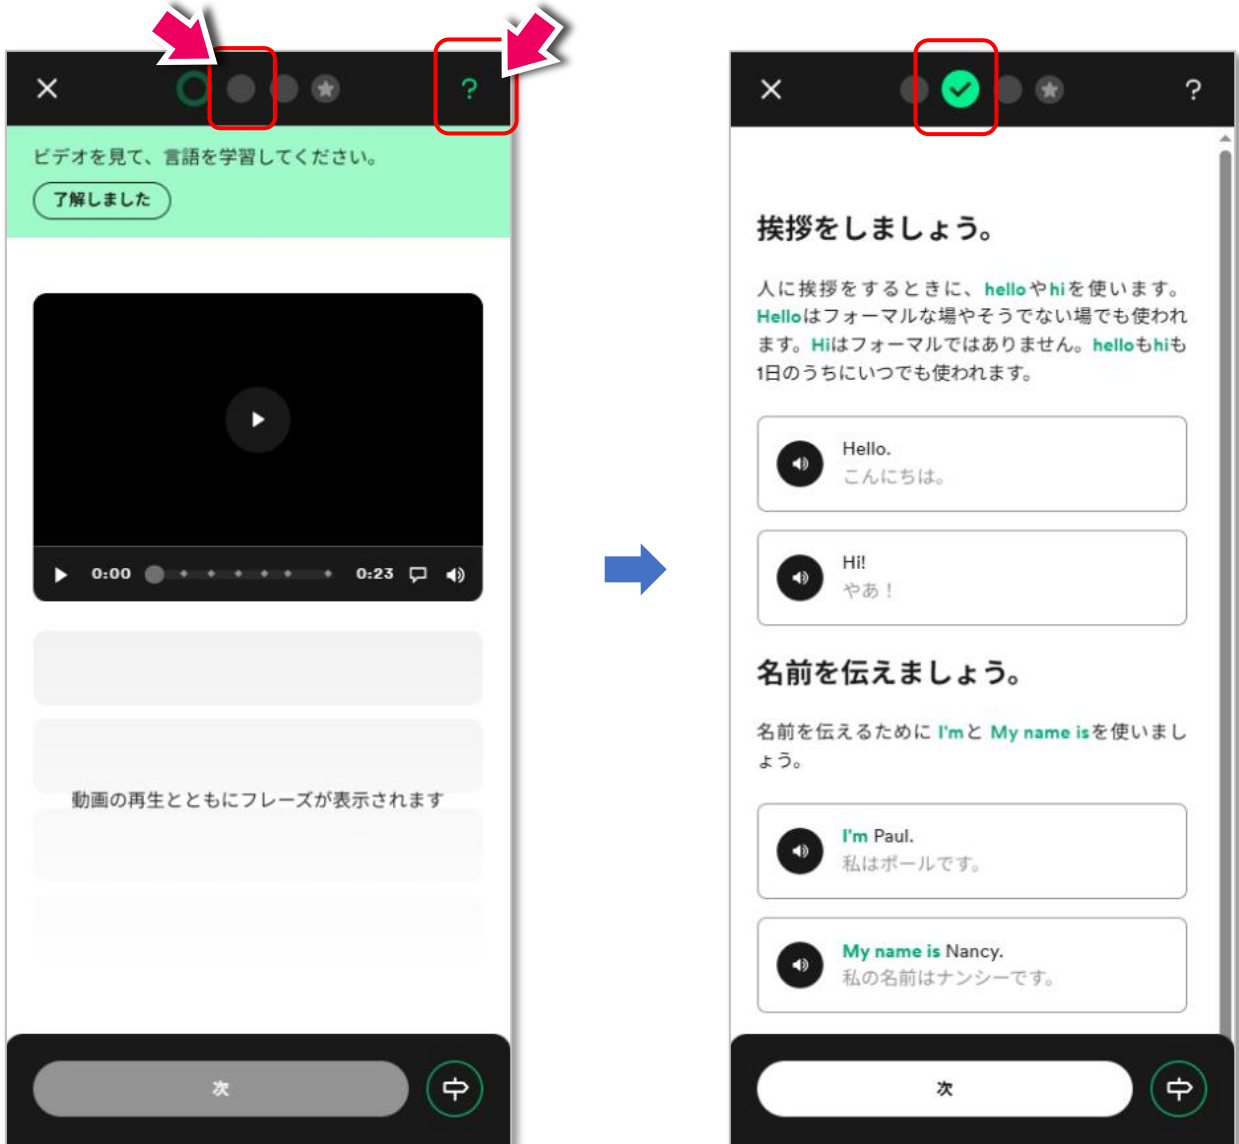 ?
ビデオを見て、言語を学習してください。
了解しました
0:00
0:23
動画の再生とともにフレーズが表示されます
次
?
挨拶をしましょう。
人に挨拶をするときに、helloやhiを使います。
Helloはフォーマルな場やそうでない場でも使われ
ます。Hiはフォーマルではありません。helloもhiも
1日のうちにいつでも使われます。
Hello.
こんにちは。
Hi!
やあ！
名前を伝えましょう。
名前を伝えるために I'mと My name isを使いまし
ょう。
I'm Paul.
私はポールです。
My name is Nancy.
私の名前はナンシーです。
次